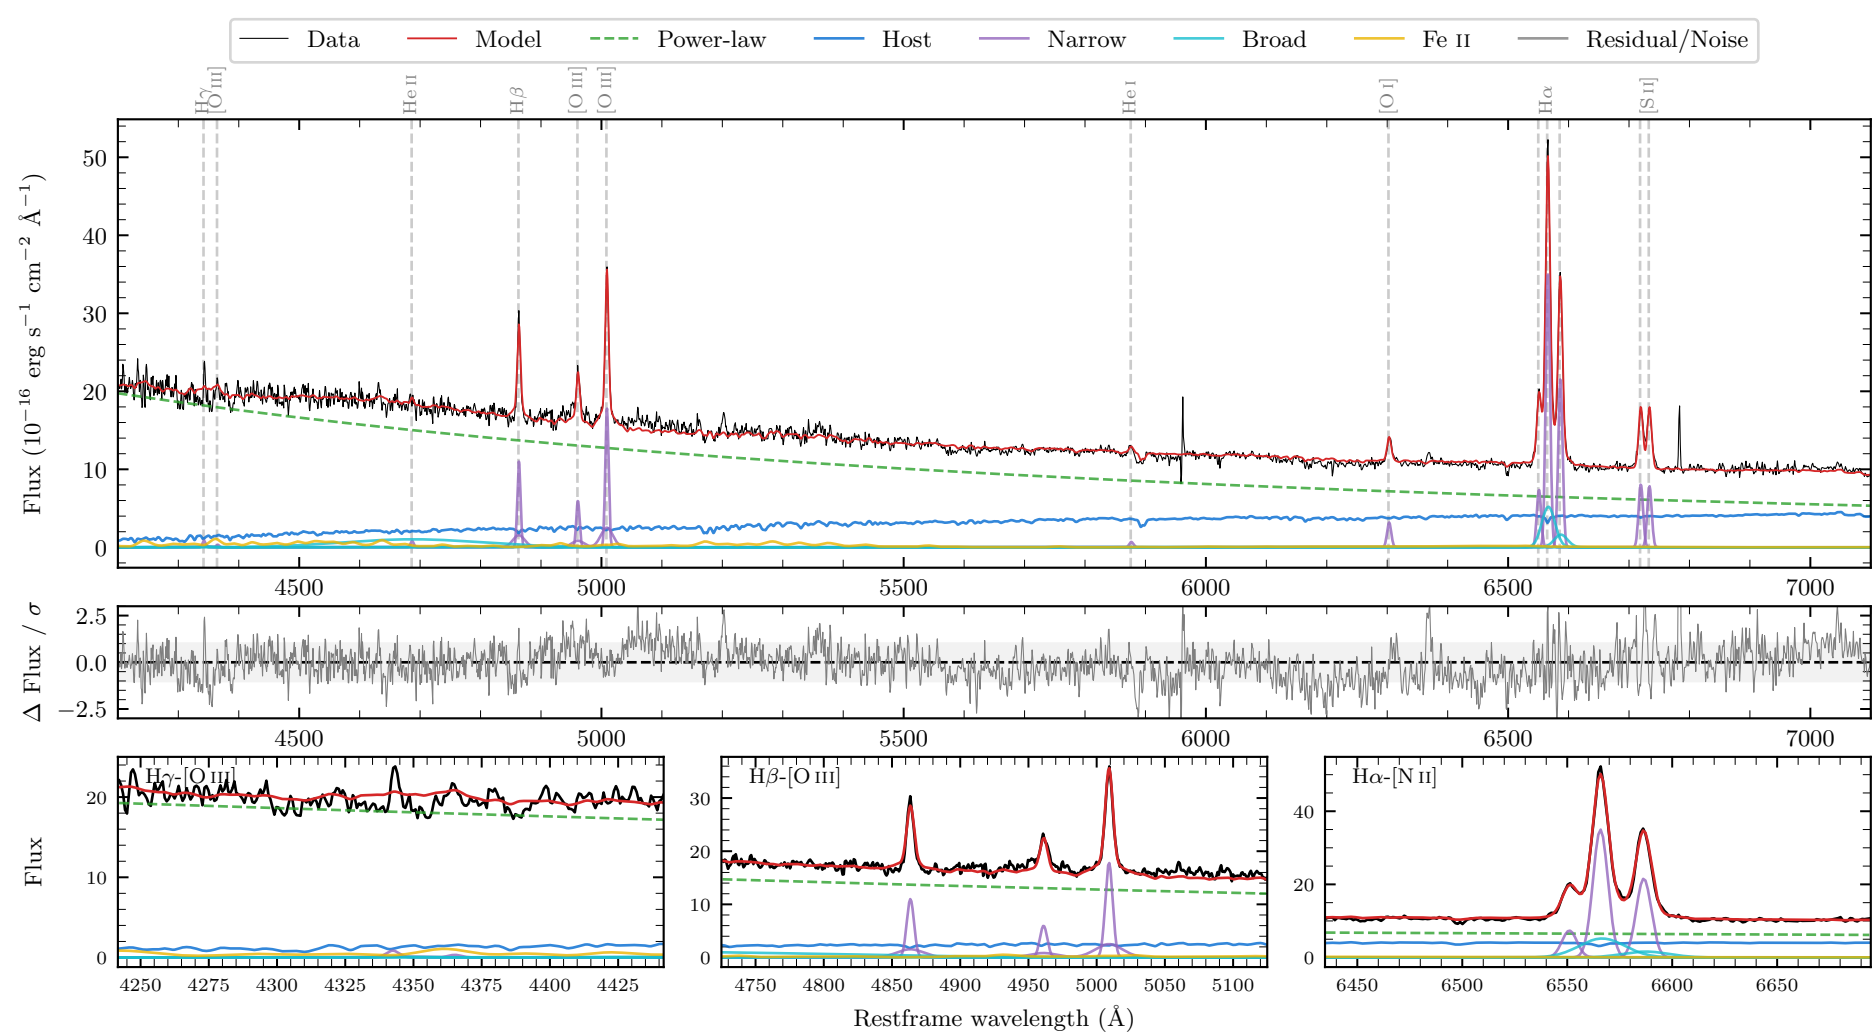 Data Model Power-law Host Narrow Broad Fe II Residual/Noise
Hγ [O III] He II Hβ [O III] [O III] He I [O I] Hα [S II]
Flux (10⁻¹⁶ erg s⁻¹ cm⁻² Å⁻¹)
50
40
30
20
10
0
4500 5000 5500 6000 6500 7000
Δ Flux / σ
2.5
0.0
−2.5
4500 5000 5500 6000 6500 7000
Flux
Hγ-[O III]
20
10
0
4250 4275 4300 4325 4350 4375 4400 4425
Hβ-[O III]
30
20
10
0
4750 4800 4850 4900 4950 5000 5050 5100
Hα-[N II]
40
20
0
6450 6500 6550 6600 6650
Restframe wavelength (Å)